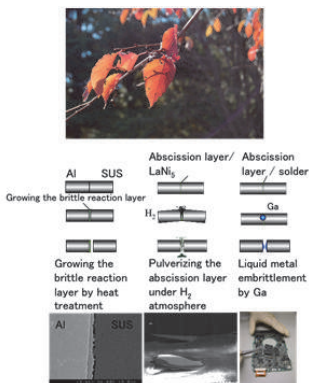 Al SUS
Growing the brittle reaction layer
Growing the
brittle reaction
layer by heat
treatment
Abscission layer/
LaNi₅
H₂
Pulverizing the
abscission layer
under H₂
atmosphere
Abscission
layer / solder
Ga
Liquid metal
embrittlement
by Ga
Al SUS